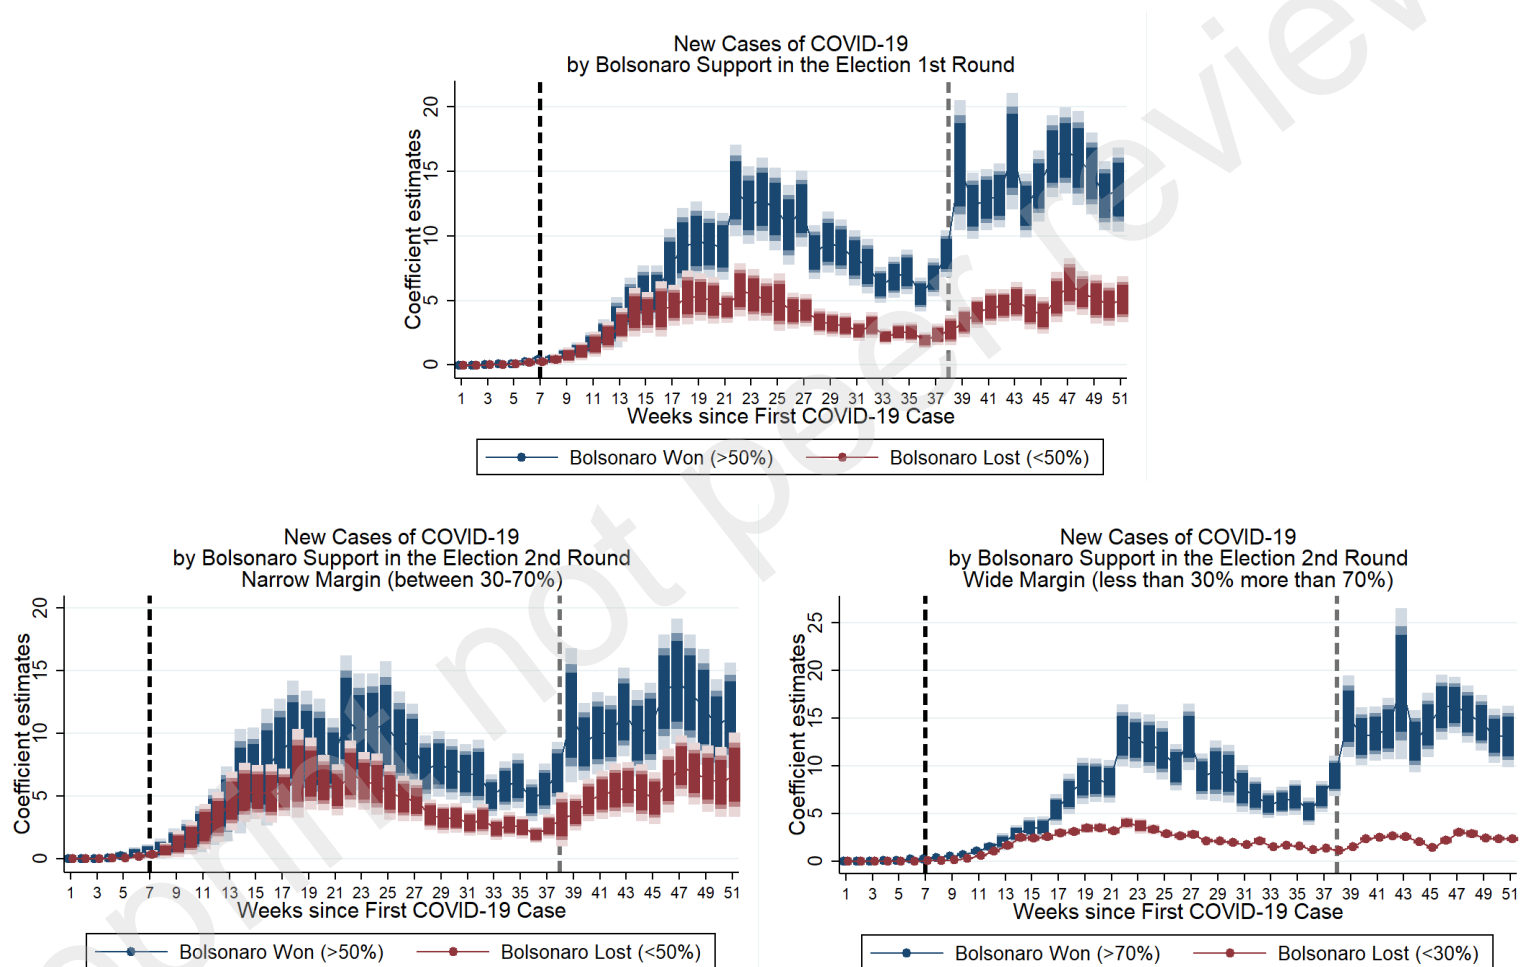 New Cases of COVID-19
by Bolsonaro Support in the Election 1st Round
Coefficient estimates
20
15
10
5
0
1 3 5 7 9 11 13 15 17 19 21 23 25 27 29 31 33 35 37 39 41 43 45 47 49 51
Weeks since First COVID-19 Case
Bolsonaro Won (>50%) Bolsonaro Lost (<50%)
New Cases of COVID-19
by Bolsonaro Support in the Election 2nd Round
Narrow Margin (between 30-70%)
Coefficient estimates
20
15
10
5
0
1 3 5 7 9 11 13 15 17 19 21 23 25 27 29 31 33 35 37 39 41 43 45 47 49 51
Weeks since First COVID-19 Case
Bolsonaro Won (>50%) Bolsonaro Lost (<50%)
New Cases of COVID-19
by Bolsonaro Support in the Election 2nd Round
Wide Margin (less than 30% more than 70%)
Coefficient estimates
25
20
15
10
5
0
1 3 5 7 9 11 13 15 17 19 21 23 25 27 29 31 33 35 37 39 41 43 45 47 49 51
Weeks since First COVID-19 Case
Bolsonaro Won (>70%) Bolsonaro Lost (<30%)
print not peer review